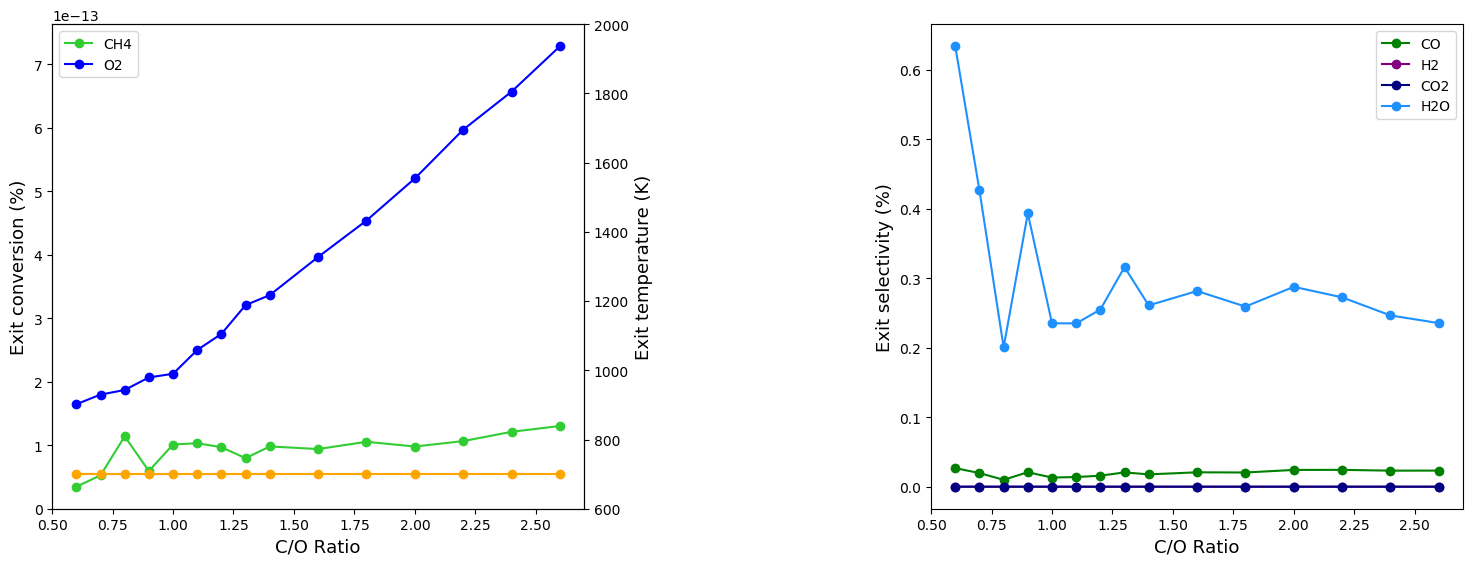 1e−13
CH4
O2
7
6
5
4
3
2
1
0
Exit conversion (%)
0.50 0.75 1.00 1.25 1.50 1.75 2.00 2.25 2.50
C/O Ratio
2000
1800
1600
1400
1200
1000
800
600
Exit temperature (K)
CO
H2
CO2
H2O
0.6
0.5
0.4
0.3
0.2
0.1
0.0
Exit selectivity (%)
0.50 0.75 1.00 1.25 1.50 1.75 2.00 2.25 2.50
C/O Ratio